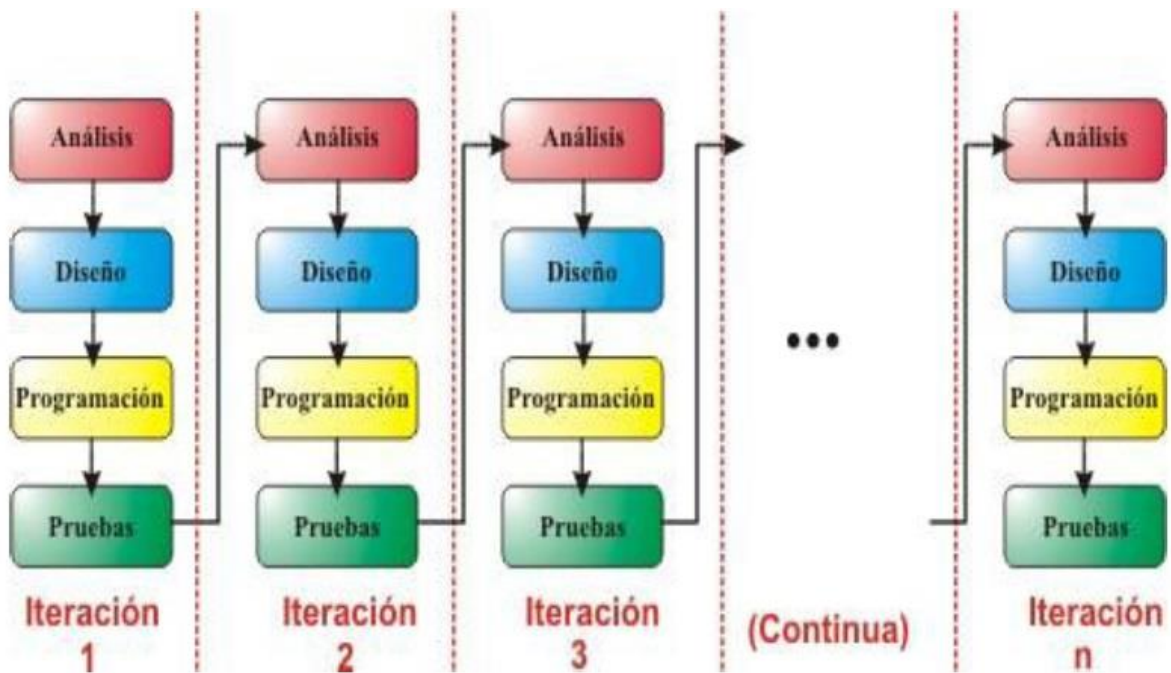 Análisis
Diseño
Programación
Pruebas
Iteración
1
Análisis
Diseño
Programación
Pruebas
Iteración
2
Análisis
Diseño
Programación
Pruebas
Iteración
3
...
(Continua)
Análisis
Diseño
Programación
Pruebas
Iteración
n